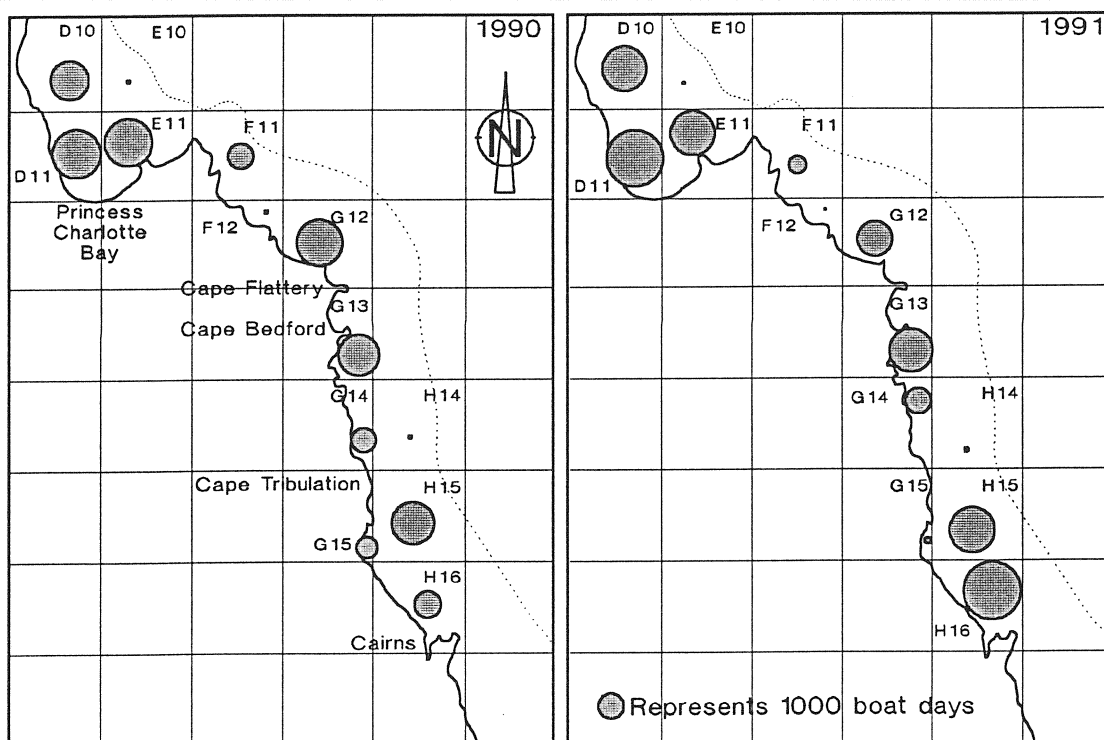 D10
E10
1990
E11
F11
N
D11
Princess
Charlotte
Bay
F12
G12
Cape Flattery
G13
Cape Bedford
G14
H14
Cape Tribulation
H15
G15
H16
Cairns
D10
E10
1991
E11
F11
D11
F12
G12
G13
G14
H14
G15
H15
H16
Represents 1000 boat days